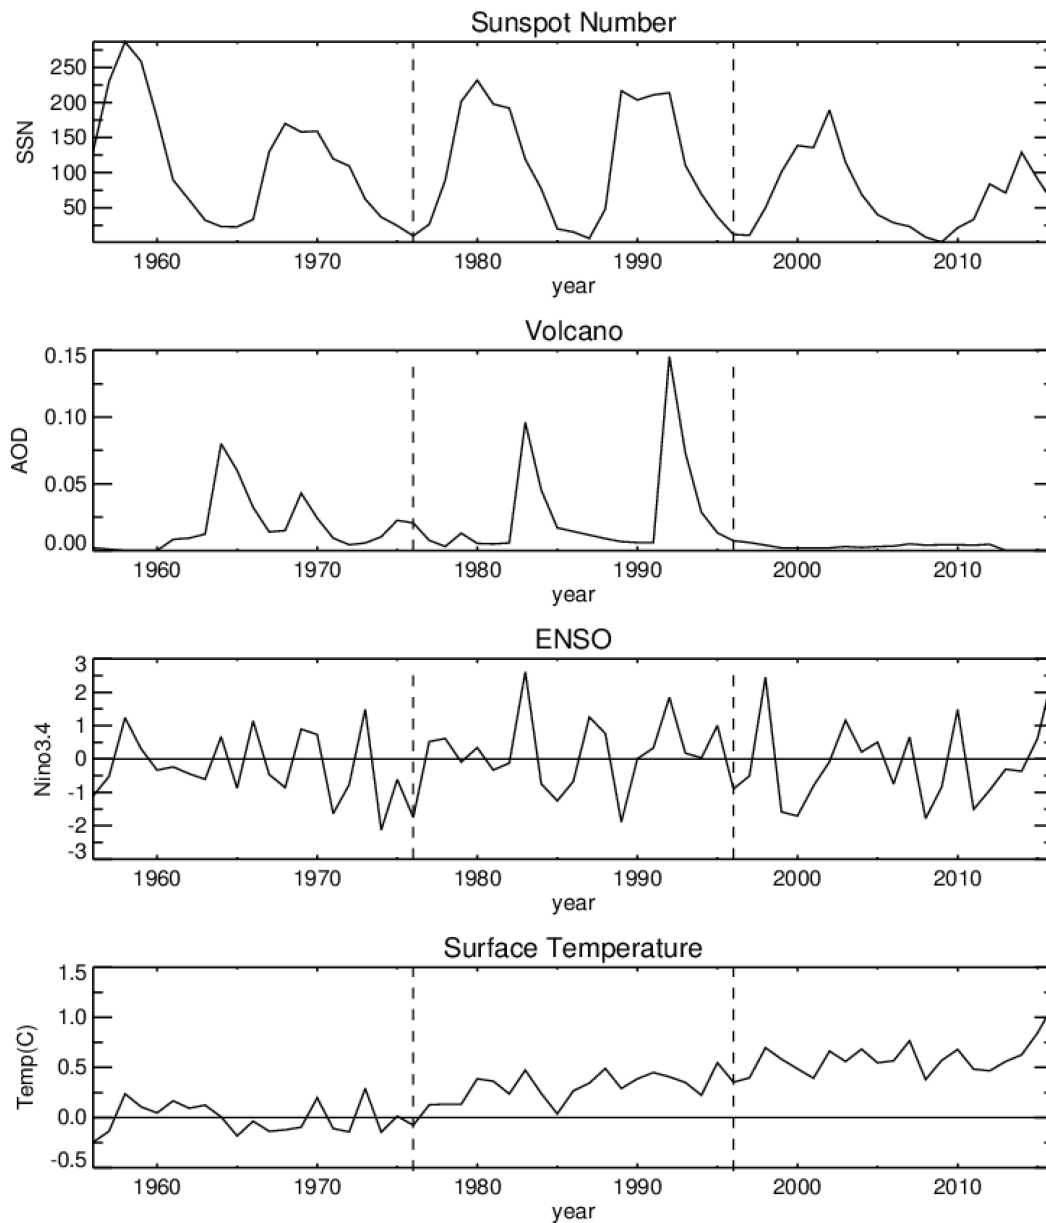 Sunspot Number
250
200
150
100
50
SSN
1960 1970 1980 1990 2000 2010
year
Volcano
0.15
0.10
0.05
0.00
AOD
1960 1970 1980 1990 2000 2010
year
ENSO
3
2
1
0
-1
-2
-3
Nino3.4
1960 1970 1980 1990 2000 2010
year
Surface Temperature
1.5
1.0
0.5
0.0
-0.5
Temp(C)
1960 1970 1980 1990 2000 2010
year